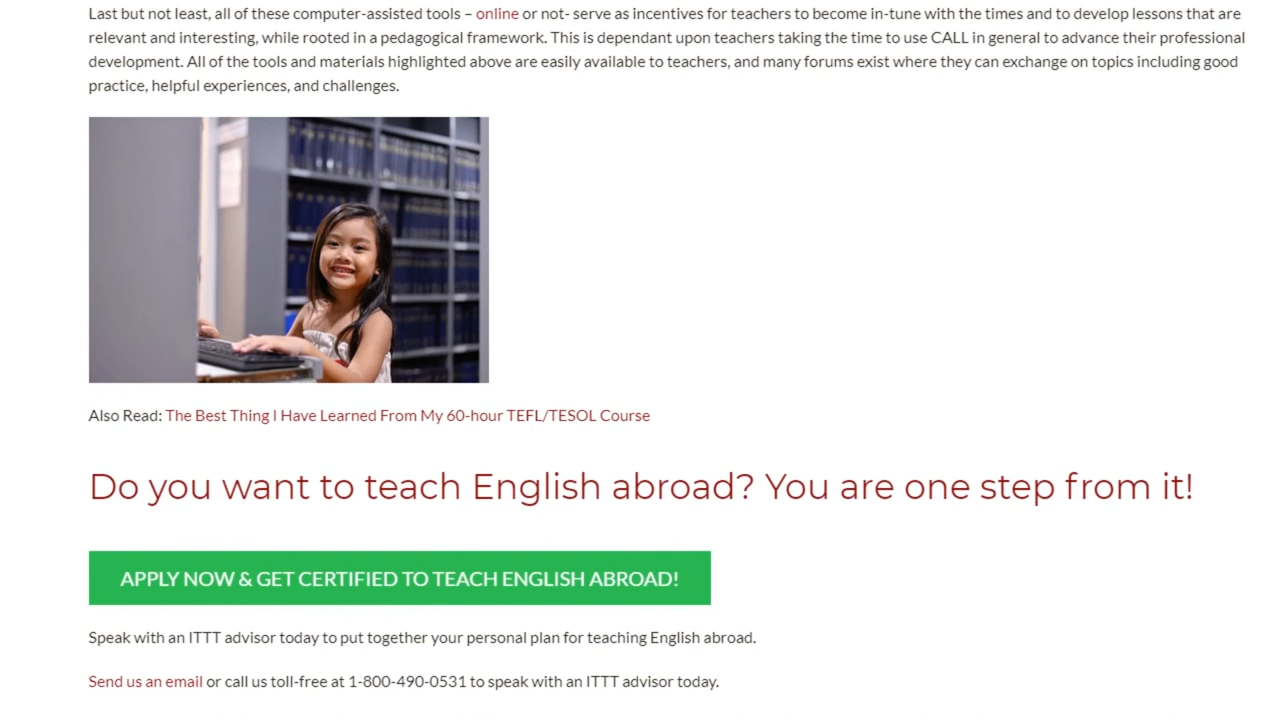 Last but not least, all of these computer-assisted tools – online or not- serve as incentives for teachers to become in-tune with the times and to develop lessons that are
relevant and interesting, while rooted in a pedagogical framework. This is dependant upon teachers taking the time to use CALL in general to advance their professional
development. All of the tools and materials highlighted above are easily available to teachers, and many forums exist where they can exchange on topics including good
practice, helpful experiences, and challenges.
Also Read: The Best Thing I Have Learned From My 60-hour TEFL/TESOL Course
Do you want to teach English abroad? You are one step from it!
APPLY NOW & GET CERTIFIED TO TEACH ENGLISH ABROAD!
Speak with an ITTT advisor today to put together your personal plan for teaching English abroad.
Send us an email or call us toll-free at 1-800-490-0531 to speak with an ITTT advisor today.